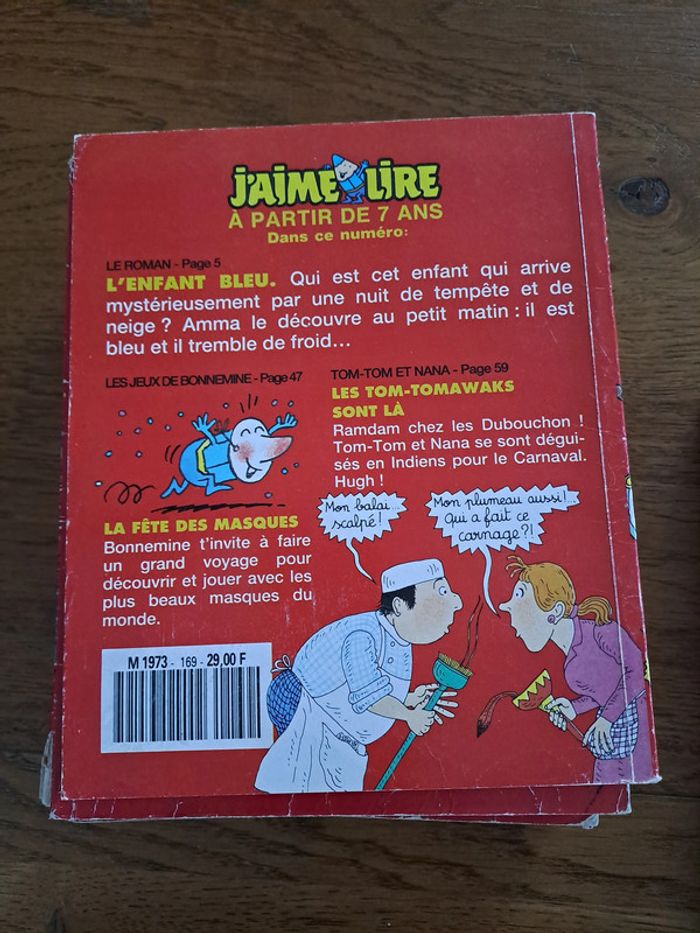 J'AIME LIRE
À PARTIR DE 7 ANS
Dans ce numéro:
LE ROMAN - Page 5
L'ENFANT BLEU. Qui est cet enfant qui arrive
mystérieusement par une nuit de tempête et de
neige ? Amma le découvre au petit matin : il est
bleu et il tremble de froid...
LES JEUX DE BONNEMINE - Page 47
LA FÊTE DES MASQUES
Bonnemine t'invite à faire
un grand voyage pour
découvrir et jouer avec les
plus beaux masques du
monde.
TOM-TOM ET NANA - Page 59
LES TOM-TOMAWAKS
SONT LÀ
Ramdam chez les Dubouchon !
Tom-Tom et Nana se sont dégui-
sés en Indiens pour le Carnaval.
Hugh !
Mon balai...
scalpé !
Mon plumeau aussi !...
Qui a fait ce
carnage ?!
M 1973 - 169 - 29,00 F